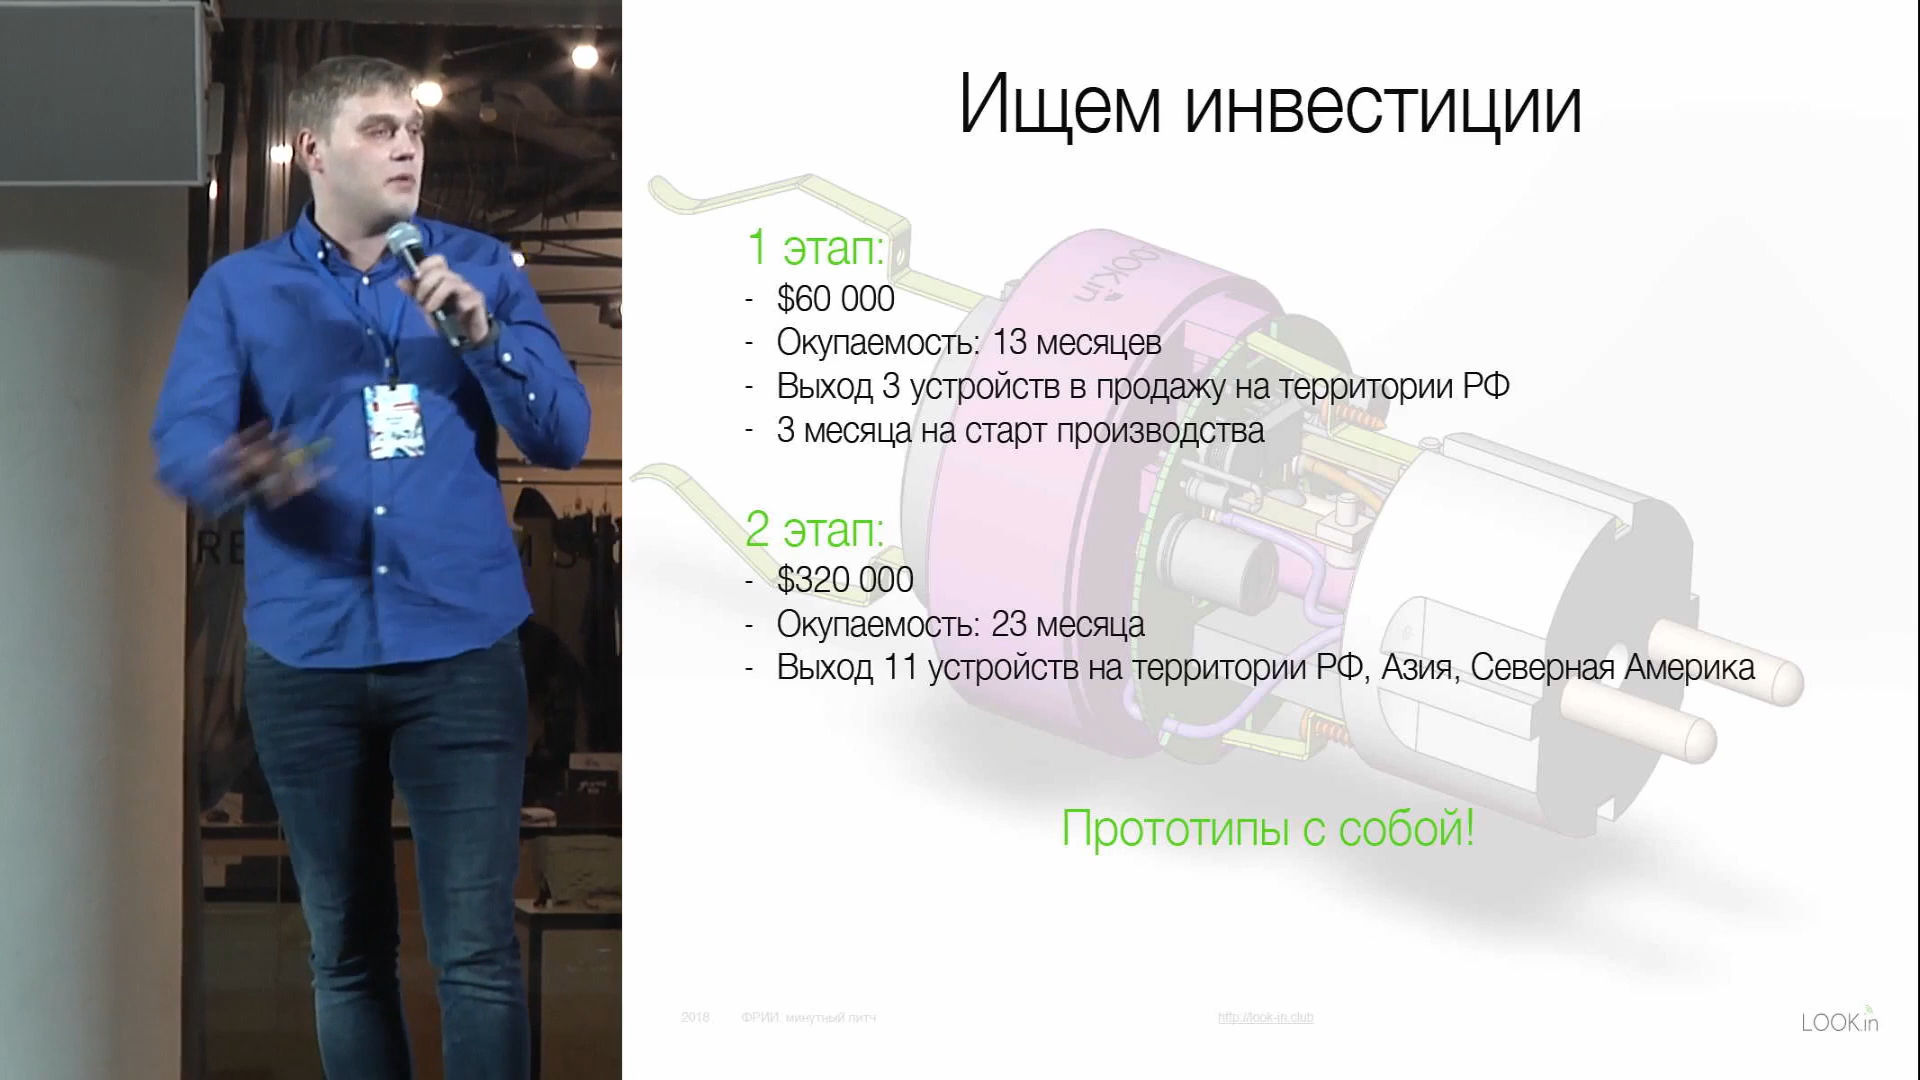 Ищем инвестиции
1 этап:
- $60 000
- Окупаемость: 13 месяцев
- Выход 3 устройств в продажу на территории РФ
- 3 месяца на старт производства
2 этап:
- $320 000
- Окупаемость: 23 месяца
- Выход 11 устройств на территории РФ, Азия, Северная Америка
Прототипы с собой!
2018 ФРИИ: минутный питч
http://look-in.club
LOOK.in
LOOK.in